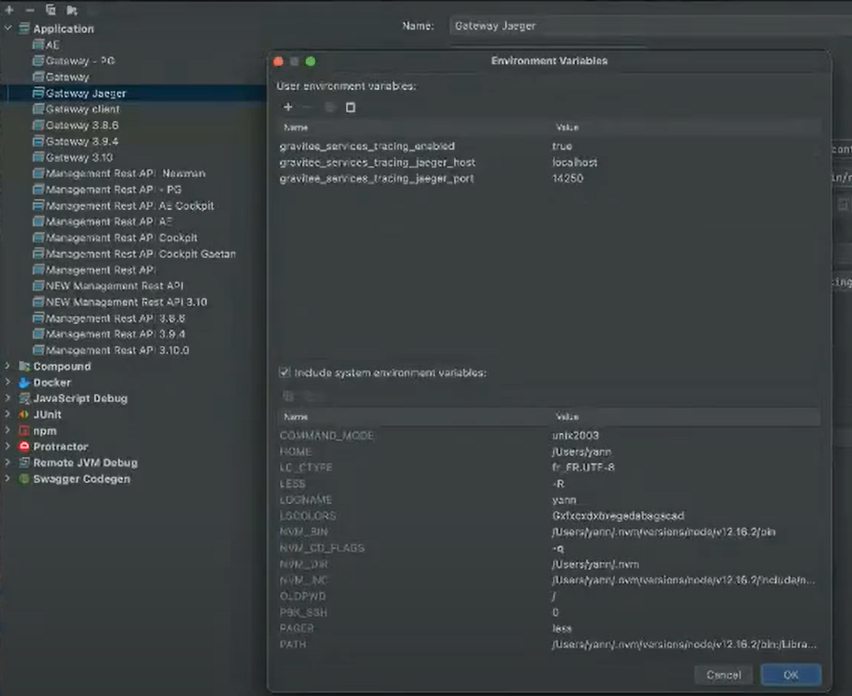 Name: Gateway Jaeger
Application
AE
Gateway - PG
Gateway
Gateway Jaeger
Gateway client
Gateway 3.8.6
Gateway 3.9.4
Gateway 3.10
Management Rest API Newman
Management Rest API - PG
Management Rest API AE Cockpit
Management Rest API AE
Management Rest API Cockpit
Management Rest API Cockpit Gaetan
Management Rest API
NEW Management Rest API
NEW Management Rest API 3.10
Management Rest API 3.8.6
Management Rest API 3.9.4
Management Rest API 3.10.0
Compound
Docker
JavaScript Debug
JUnit
npm
Protractor
Remote JVM Debug
Swagger Codegen
Environment Variables
User environment variables:
Name Value
gravitee_services_tracing_enabled true
gravitee_services_tracing_jaeger_host localhost
gravitee_services_tracing_jaeger_port 14250
Include system environment variables:
Name Value
COMMAND_MODE unix2003
HOME /Users/yann
LC_CTYPE fr_FR.UTF-8
LESS -R
LOGNAME yann
LSCOLORS
NVM_BIN /Users/yann/.nvm/versions/node/v12.16.2/bin
NVM_CD_FLAGS -q
NVM_DIR /Users/yann/.nvm
NVM_INC /Users/yann/.nvm/versions/node/v12.16.2/include/n...
OLDPWD /
P9K_SSH 0
PAGER less
PATH /Users/yann/.nvm/versions/node/v12.16.2/bin:/Libra...
Cancel OK